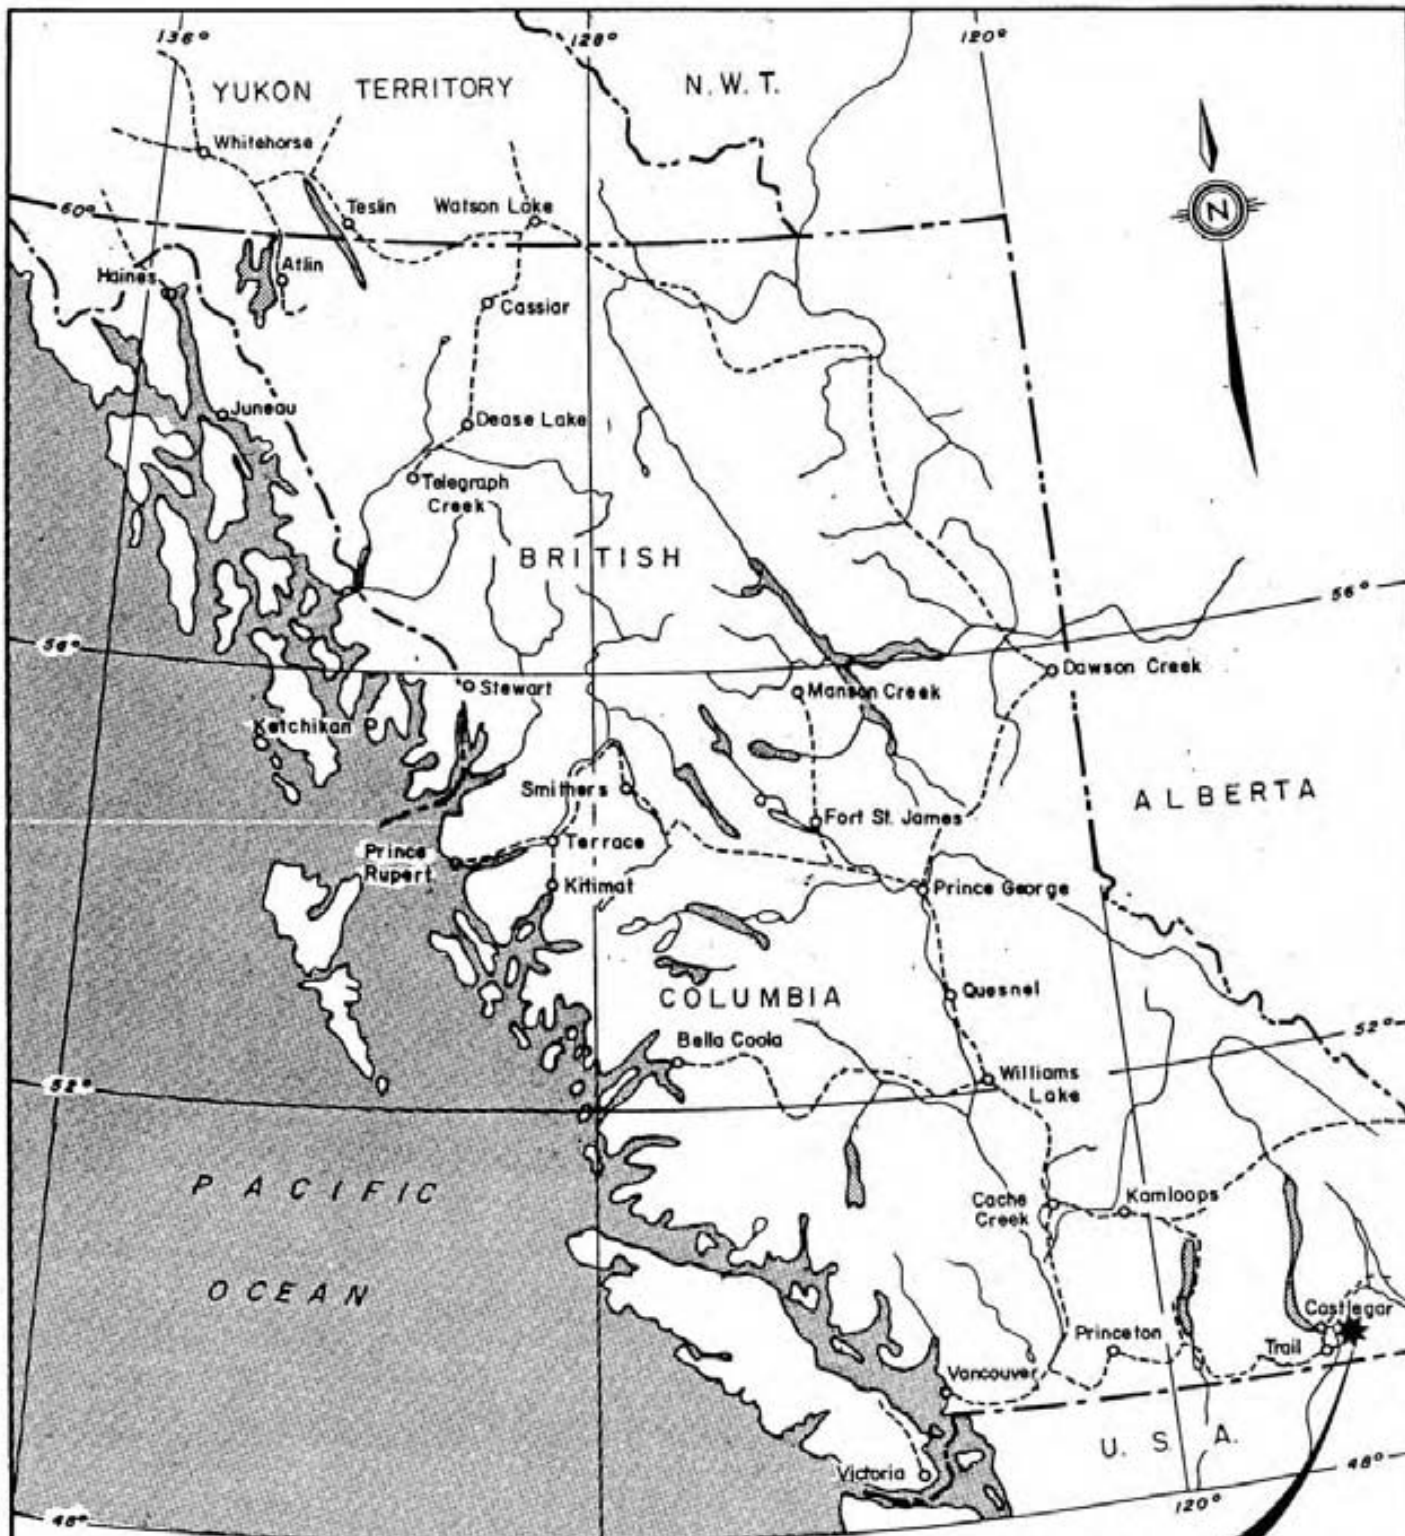 136°
128°
120°
YUKON TERRITORY
N.W.T.
Whitehorse
60°
Teslin
Watson Lake
N
Haines
Atlin
Cassiar
Juneau
Dease Lake
Telegraph
Creek
BRITISH
56°
56°
Dawson Creek
Stewart
Manson Creek
Ketchikan
Smithers
ALBERTA
Fort St. James
Terrace
Prince
Rupert
Kitimat
Prince George
COLUMBIA
Quesnel
52°
Bella Coola
Williams
Lake
52°
PACIFIC
OCEAN
Cache
Creek
Kamloops
Castlegar
Princeton
Trail
Vancouver
U.S.A.
Victoria
48°
120°
48°